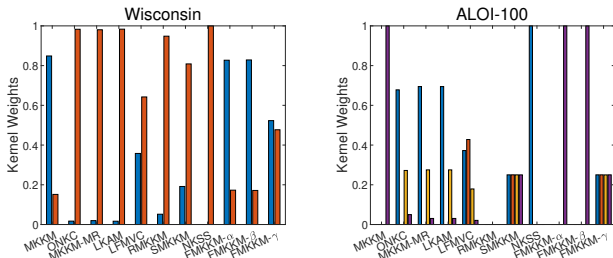 Wisconsin
Kernel Weights
1
0.8
0.6
0.4
0.2
0
MKKM
ONKC
MKKM-MR
LKAM
LFMVC
RMKKM
SMKKM
NKSS
FMKKM-α
FMKKM-β
FMKKM-γ
ALOI-100
Kernel Weights
1
0.8
0.6
0.4
0.2
0
MKKM
ONKC
MKKM-MR
LKAM
LFMVC
RMKKM
SMKKM
NKSS
FMKKM-α
FMKKM-β
FMKKM-γ